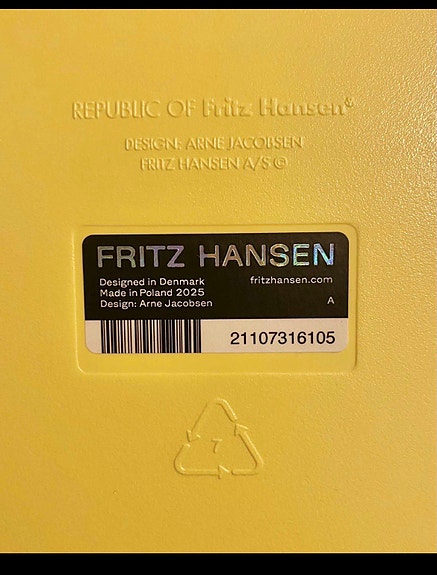 REPUBLIC OF Fritz Hansen®
DESIGN: ARNE JACOBSEN
FRITZ HANSEN A/S ©
FRITZ HANSEN
Designed in Denmark fritzhansen.com
Made in Poland 2025
Design: Arne Jacobsen A
21107316105
7